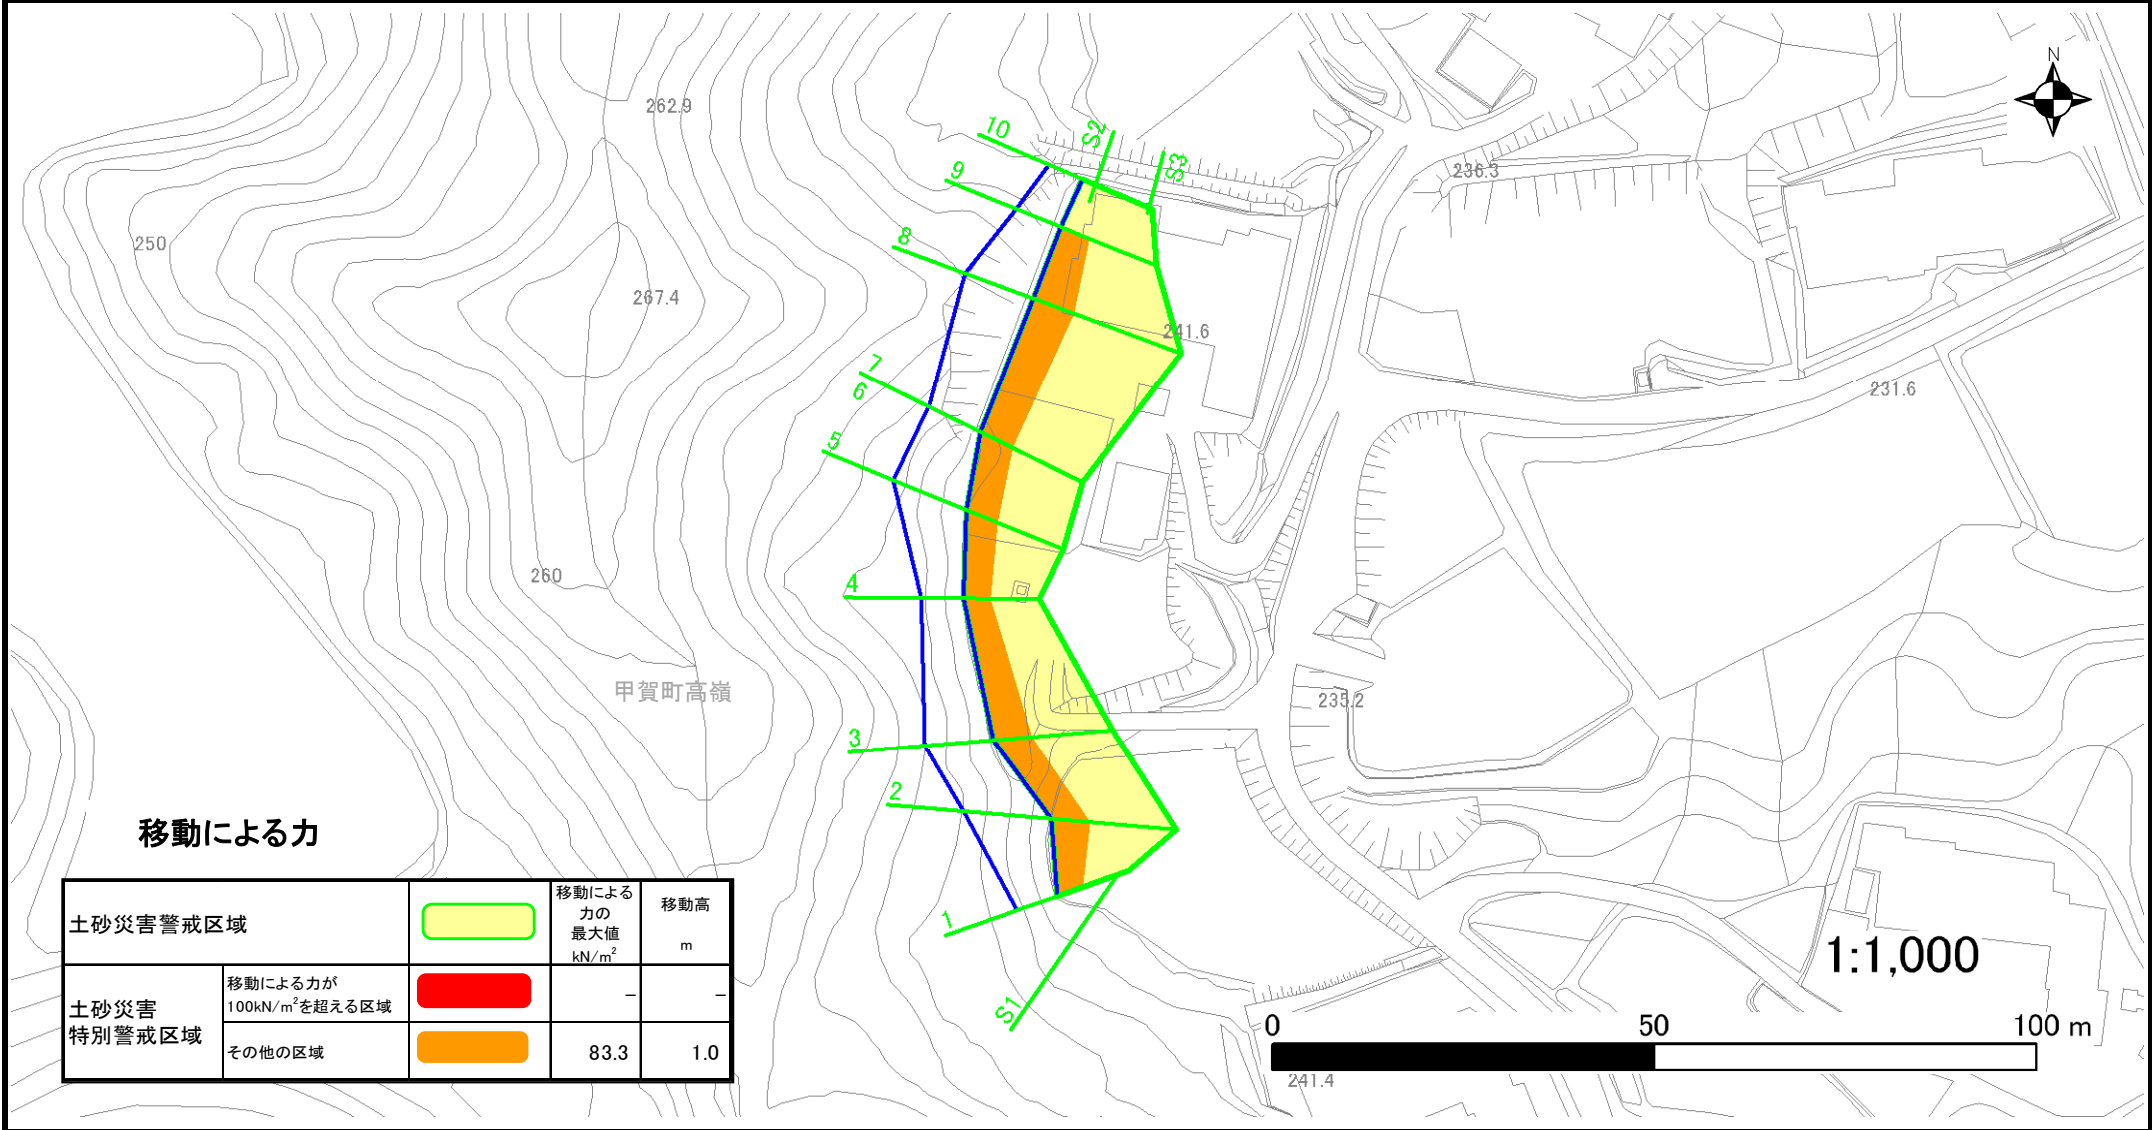 N
262.9
10
S2
S3
9
236.3
8
250
267.4
241.6
7
6
231.6
5
260
4
甲賀町高嶺
235.2
3
2
移動による力
土砂災害警戒区域
移動による
力の
最大値
kN/m²
移動高
m
土砂災害
特別警戒区域
移動による力が
100kN/m²を超える区域
–
–
その他の区域
83.3
1.0
1
S1
1:1,000
0
50
100 m
241.4